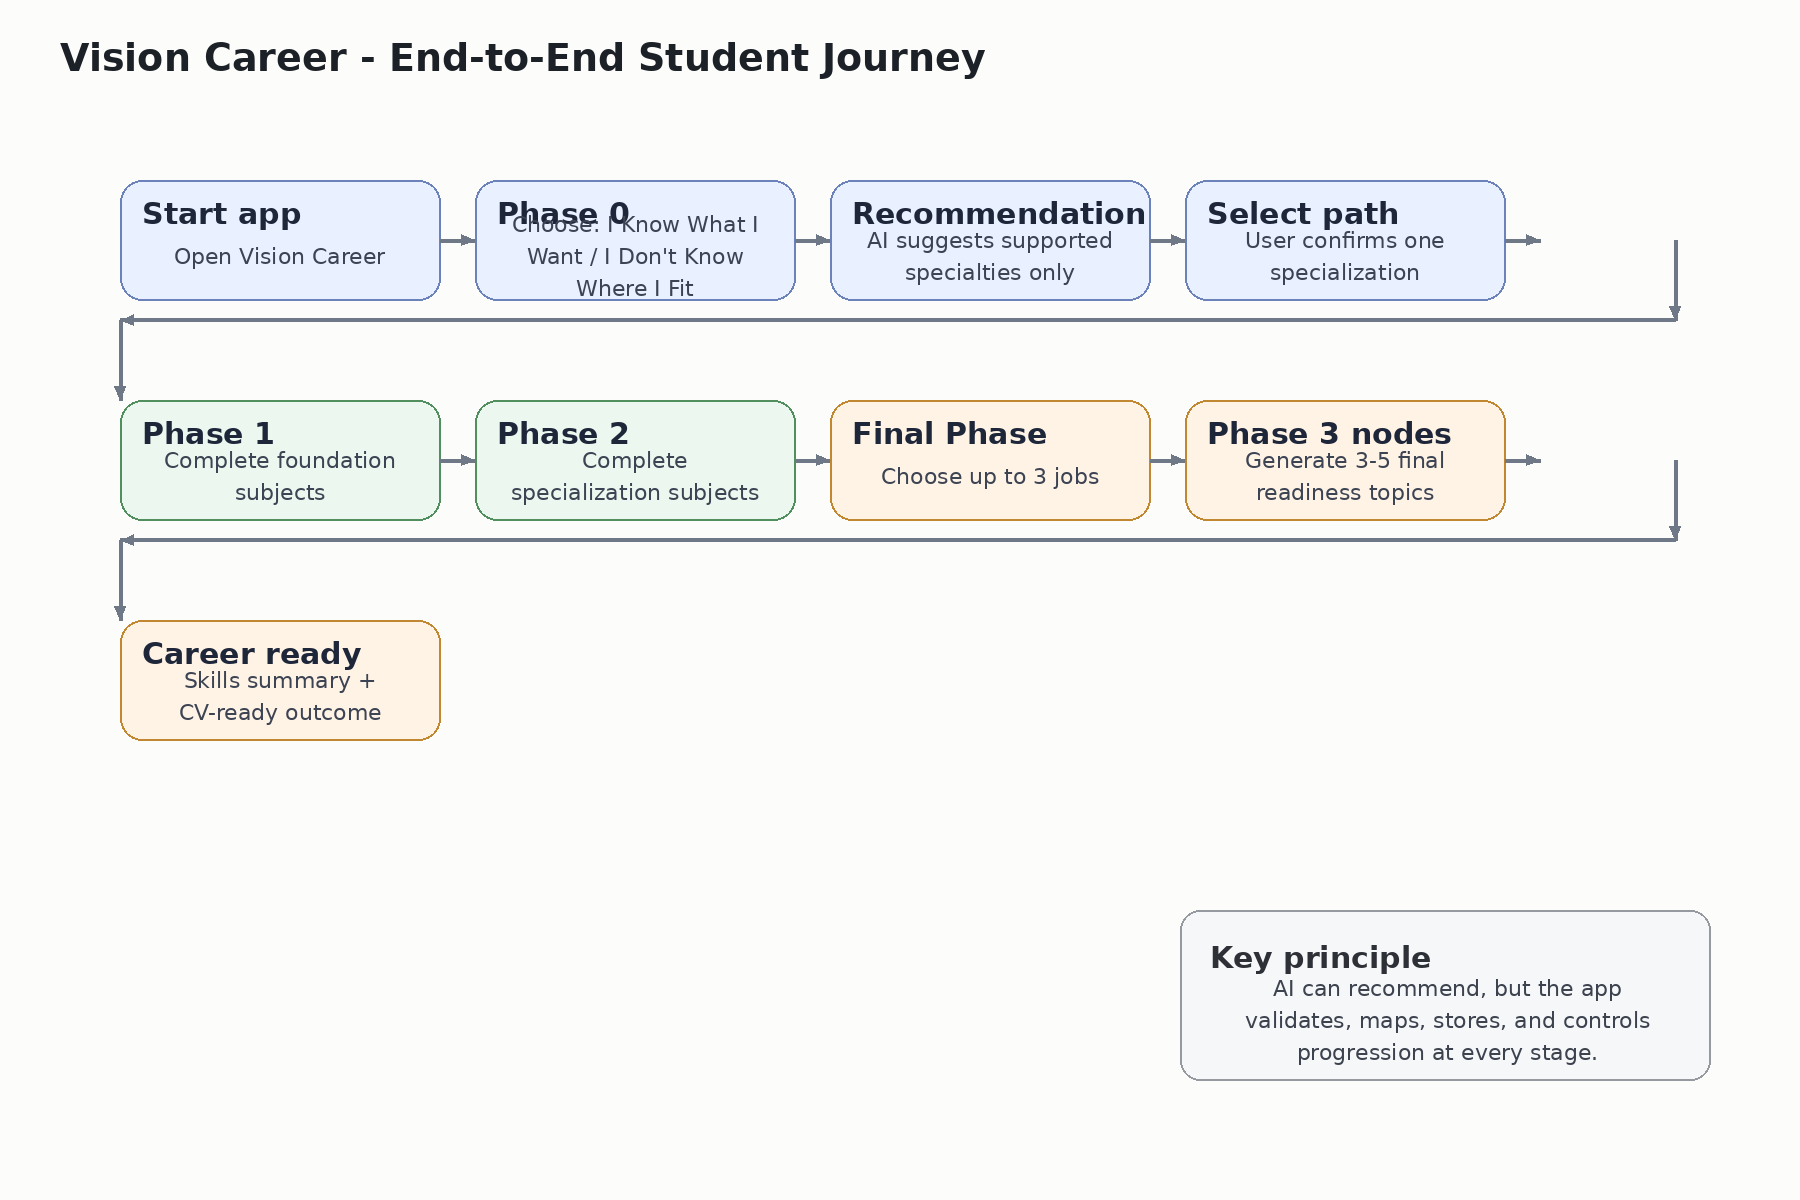 Vision Career - End-to-End Student Journey
Start app
Open Vision Career
Phase 0
Choose: I Know What I
Want / I Don't Know
Where I Fit
Recommendation
AI suggests supported
specialties only
Select path
User confirms one
specialization
Phase 1
Complete foundation
subjects
Phase 2
Complete
specialization subjects
Final Phase
Choose up to 3 jobs
Phase 3 nodes
Generate 3-5 final
readiness topics
Career ready
Skills summary +
CV-ready outcome
Key principle
AI can recommend, but the app
validates, maps, stores, and controls
progression at every stage.